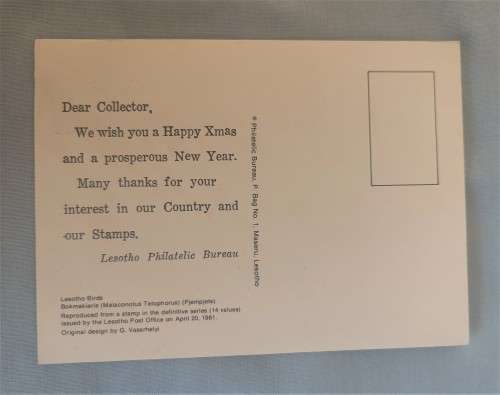 Dear Collector,
We wish you a Happy Xmas
and a prosperous New Year.
Many thanks for your
interest in our Country and
our Stamps.
Lesotho Philatelic Bureau
Lesotho Birds
Bokmakierie (Malaconotus Telophorus) (Pjempjete)
Reproduced from a stamp in the definitive series (14 values)
issued by the Lesotho Post Office on April 20, 1981.
Original design by G. Vasarhelyi
® Philatelic Bureau, P. Bag No. 1, Maseru, Lesotho